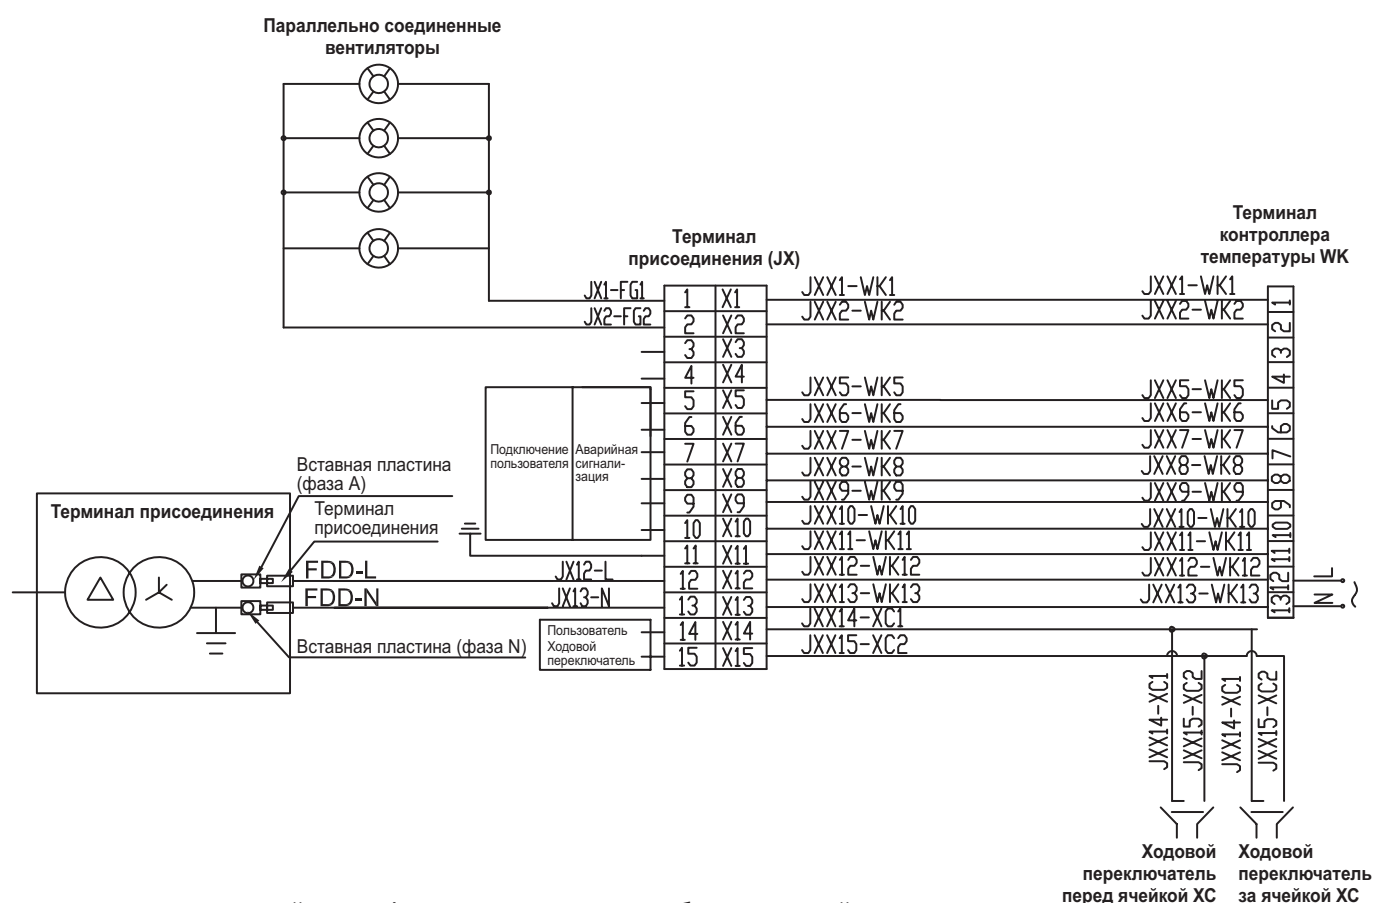 Параллельно соединенные
вентиляторы
Терминал
присоединения (JX)
Терминал
контроллера
температуры WK
JX1-FG1
JX2-FG2
1 X1
2 X2
3 X3
4 X4
5 X5
6 X6
7 X7
8 X8
9 X9
10 X10
11 X11
12 X12
13 X13
14 X14
15 X15
JXX1-WK1
JXX2-WK2
JXX5-WK5
JXX6-WK6
JXX7-WK7
JXX8-WK8
JXX9-WK9
JXX10-WK10
JXX11-WK11
JXX12-WK12
JXX13-WK13
JXX14-XC1
JXX15-XC2
JXX1-WK1
JXX2-WK2
JXX5-WK5
JXX6-WK6
JXX7-WK7
JXX8-WK8
JXX9-WK9
JXX10-WK10
JXX11-WK11
JXX12-WK12
JXX13-WK13
1
2
3
4
5
6
7
8
9
10
11
12
13
L
N
Подключение
пользователя
Аварийная
сигнали-
зация
Вставная пластина
(фаза А)
Терминал
присоединения
Терминал присоединения
FDD-L
FDD-N
JX12-L
JX13-N
Вставная пластина (фаза N)
Пользователь
Ходовой
переключатель
JXX14-XC1
JXX15-XC2
JXX14-XC1
JXX15-XC2
Ходовой
переключатель
перед ячейкой ХС
Ходовой
переключатель
за ячейкой ХС